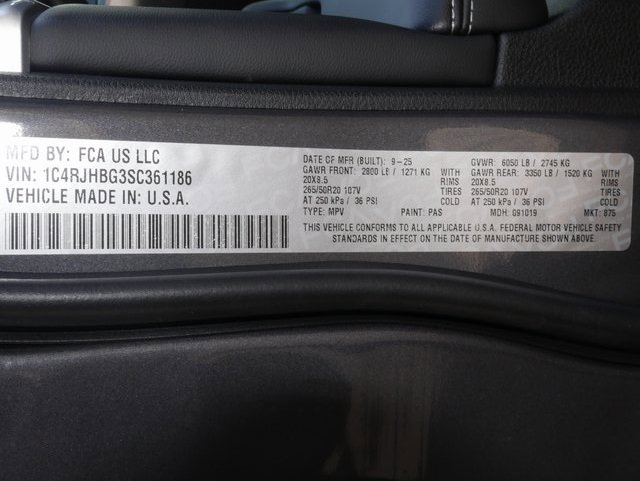 MFD BY: FCA US LLC
VIN: 1C4RJHBG3SC361186
VEHICLE MADE IN: U.S.A.
DATE OF MFR (BUILT): 9-25 GVWR: 6050 LB / 2745 KG
GAWR FRONT: 2800 LB / 1271 KG WITH GAWR REAR: 3350 LB / 1520 KG WITH
20X8.5 RIMS 20X8.5 RIMS
265/50R20 107V TIRES 265/50R20 107V TIRES
AT 250 kPa / 36 PSI COLD AT 250 kPa / 36 PSI COLD
TYPE: MPV PAINT: PAS MDH: 091019 MKT: 875
THIS VEHICLE CONFORMS TO ALL APPLICABLE U.S.A. FEDERAL MOTOR VEHICLE SAFETY
STANDARDS IN EFFECT ON THE DATE OF MANUFACTURE SHOWN ABOVE.